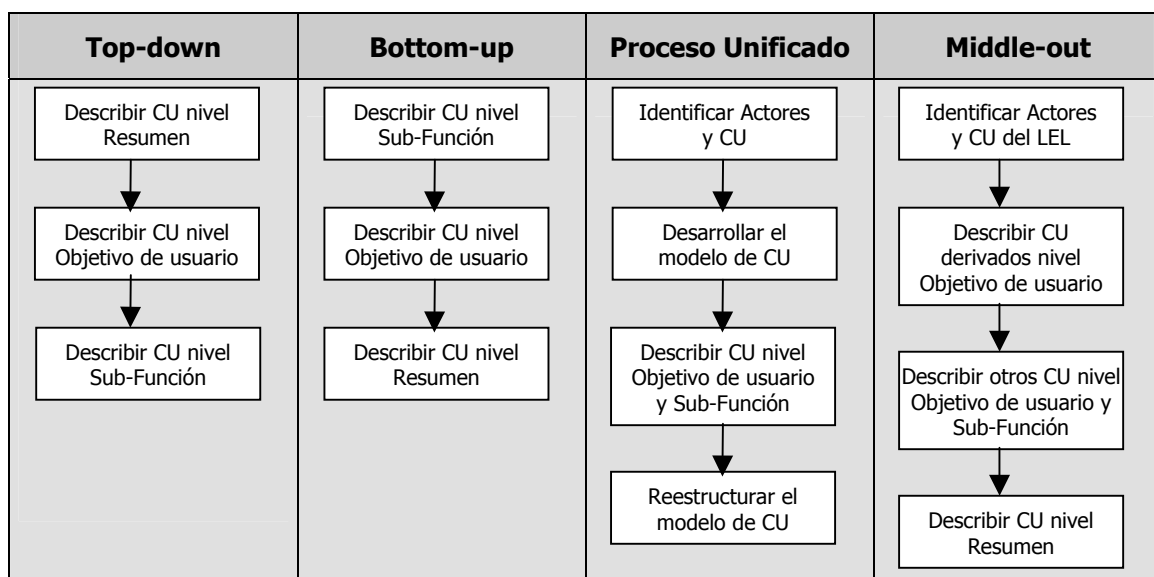 Top-down
Bottom-up
Proceso Unificado
Middle-out
Describir CU nivel
Resumen
Describir CU nivel
Objetivo de usuario
Describir CU nivel
Sub-Función
Describir CU nivel
Sub-Función
Describir CU nivel
Objetivo de usuario
Describir CU nivel
Resumen
Identificar Actores
y CU
Desarrollar el
modelo de CU
Describir CU nivel
Objetivo de usuario
y Sub-Función
Reestructurar el
modelo de CU
Identificar Actores
y CU del LEL
Describir CU
derivados nivel
Objetivo de usuario
Describir otros CU nivel
Objetivo de usuario y
Sub-Función
Describir CU nivel
Resumen